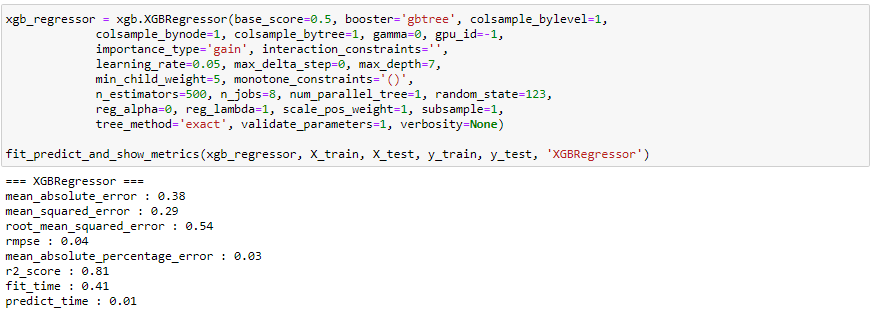 xgb_regressor = xgb.XGBRegressor(base_score=0.5, booster='gbtree', colsample_bylevel=1,
colsample_bynode=1, colsample_bytree=1, gamma=0, gpu_id=-1,
importance_type='gain', interaction_constraints='',
learning_rate=0.05, max_delta_step=0, max_depth=7,
min_child_weight=5, monotone_constraints='()',
n_estimators=500, n_jobs=8, num_parallel_tree=1, random_state=123,
reg_alpha=0, reg_lambda=1, scale_pos_weight=1, subsample=1,
tree_method='exact', validate_parameters=1, verbosity=None)
fit_predict_and_show_metrics(xgb_regressor, X_train, X_test, y_train, y_test, 'XGBRegressor')
=== XGBRegressor ===
mean_absolute_error : 0.38
mean_squared_error : 0.29
root_mean_squared_error : 0.54
rmpse : 0.04
mean_absolute_percentage_error : 0.03
r2_score : 0.81
fit_time : 0.41
predict_time : 0.01